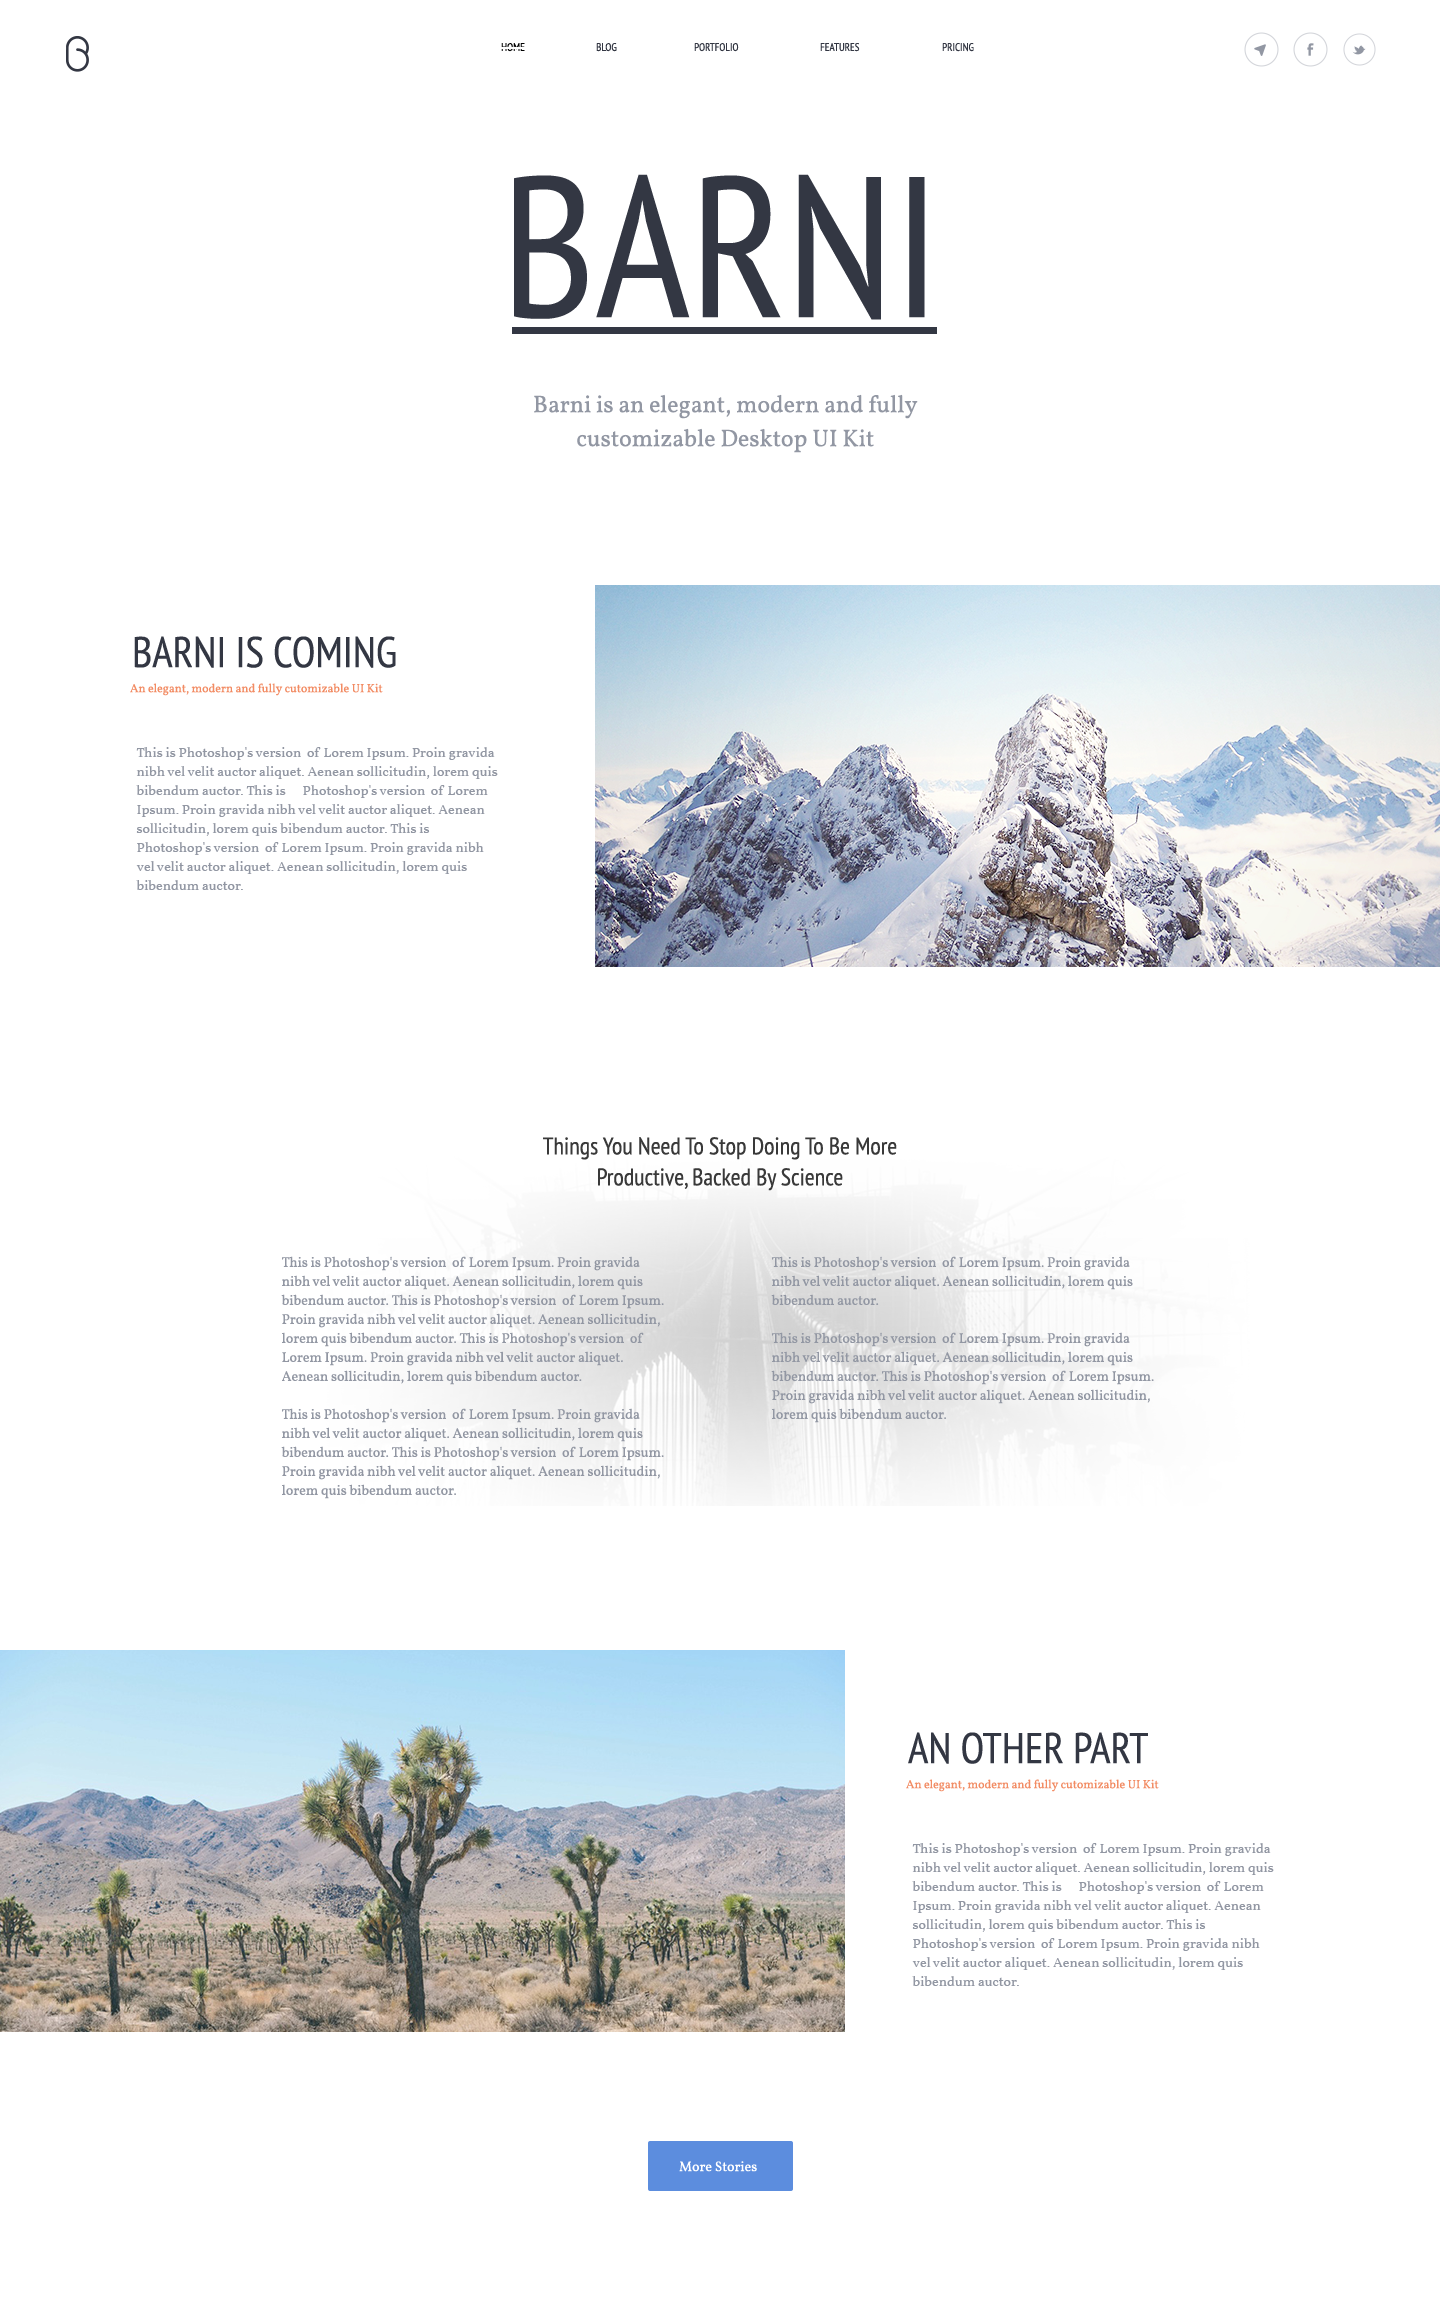 HOME BLOG PORTFOLIO FEATURES PRICING
BARNI
Barni is an elegant, modern and fully
customizable Desktop UI Kit
BARNI IS COMING
An elegant, modern and fully cutomizable UI Kit
This is Photoshop's version of Lorem Ipsum. Proin gravida
nibh vel velit auctor aliquet. Aenean sollicitudin, lorem quis
bibendum auctor. This is Photoshop's version of Lorem
Ipsum. Proin gravida nibh vel velit auctor aliquet. Aenean
sollicitudin, lorem quis bibendum auctor. This is
Photoshop's version of Lorem Ipsum. Proin gravida nibh
vel velit auctor aliquet. Aenean sollicitudin, lorem quis
bibendum auctor.
Things You Need To Stop Doing To Be More
Productive, Backed By Science
This is Photoshop's version of Lorem Ipsum. Proin gravida
nibh vel velit auctor aliquet. Aenean sollicitudin, lorem quis
bibendum auctor. This is Photoshop's version of Lorem Ipsum.
Proin gravida nibh vel velit auctor aliquet. Aenean sollicitudin,
lorem quis bibendum auctor. This is Photoshop's version of
Lorem Ipsum. Proin gravida nibh vel velit auctor aliquet.
Aenean sollicitudin, lorem quis bibendum auctor.
This is Photoshop's version of Lorem Ipsum. Proin gravida
nibh vel velit auctor aliquet. Aenean sollicitudin, lorem quis
bibendum auctor. This is Photoshop's version of Lorem Ipsum.
Proin gravida nibh vel velit auctor aliquet. Aenean sollicitudin,
lorem quis bibendum auctor.
This is Photoshop's version of Lorem Ipsum. Proin gravida
nibh vel velit auctor aliquet. Aenean sollicitudin, lorem quis
bibendum auctor.
This is Photoshop's version of Lorem Ipsum. Proin gravida
nibh vel velit auctor aliquet. Aenean sollicitudin, lorem quis
bibendum auctor. This is Photoshop's version of Lorem Ipsum.
Proin gravida nibh vel velit auctor aliquet. Aenean sollicitudin,
lorem quis bibendum auctor.
AN OTHER PART
An elegant, modern and fully cutomizable UI Kit
This is Photoshop's version of Lorem Ipsum. Proin gravida
nibh vel velit auctor aliquet. Aenean sollicitudin, lorem quis
bibendum auctor. This is Photoshop's version of Lorem
Ipsum. Proin gravida nibh vel velit auctor aliquet. Aenean
sollicitudin, lorem quis bibendum auctor. This is
Photoshop's version of Lorem Ipsum. Proin gravida nibh
vel velit auctor aliquet. Aenean sollicitudin, lorem quis
bibendum auctor.
More Stories